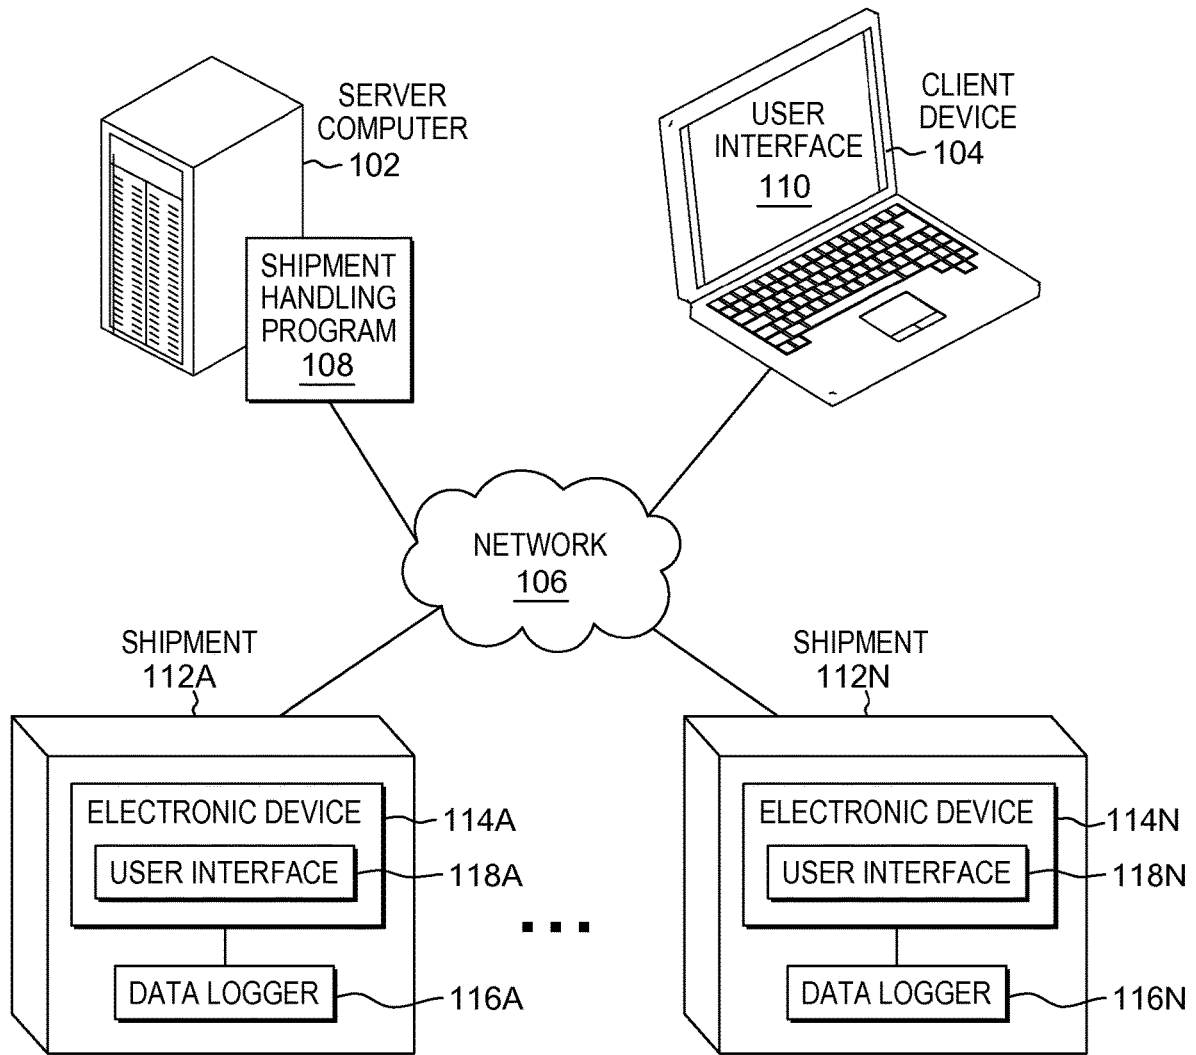 SERVER
COMPUTER
102
SHIPMENT
HANDLING
PROGRAM
108
USER
INTERFACE
110
CLIENT
DEVICE
104
NETWORK
106
SHIPMENT
112A
ELECTRONIC DEVICE
114A
USER INTERFACE
118A
DATA LOGGER
116A
...
SHIPMENT
112N
ELECTRONIC DEVICE
114N
USER INTERFACE
118N
DATA LOGGER
116N